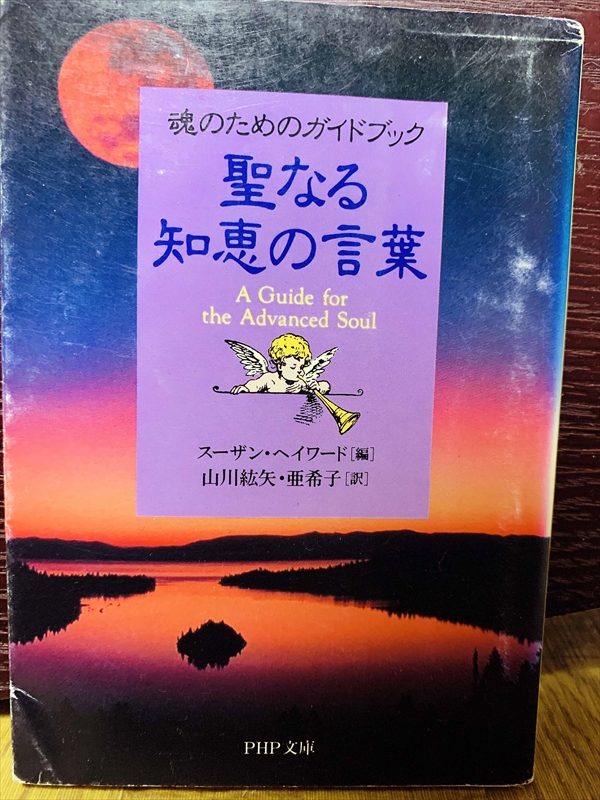 魂のためのガイドブック
聖なる
知恵の言葉
A Guide for
the Advanced Soul
スーザン・ヘイワード[編]
山川紘矢・亜希子[訳]
PHP文庫